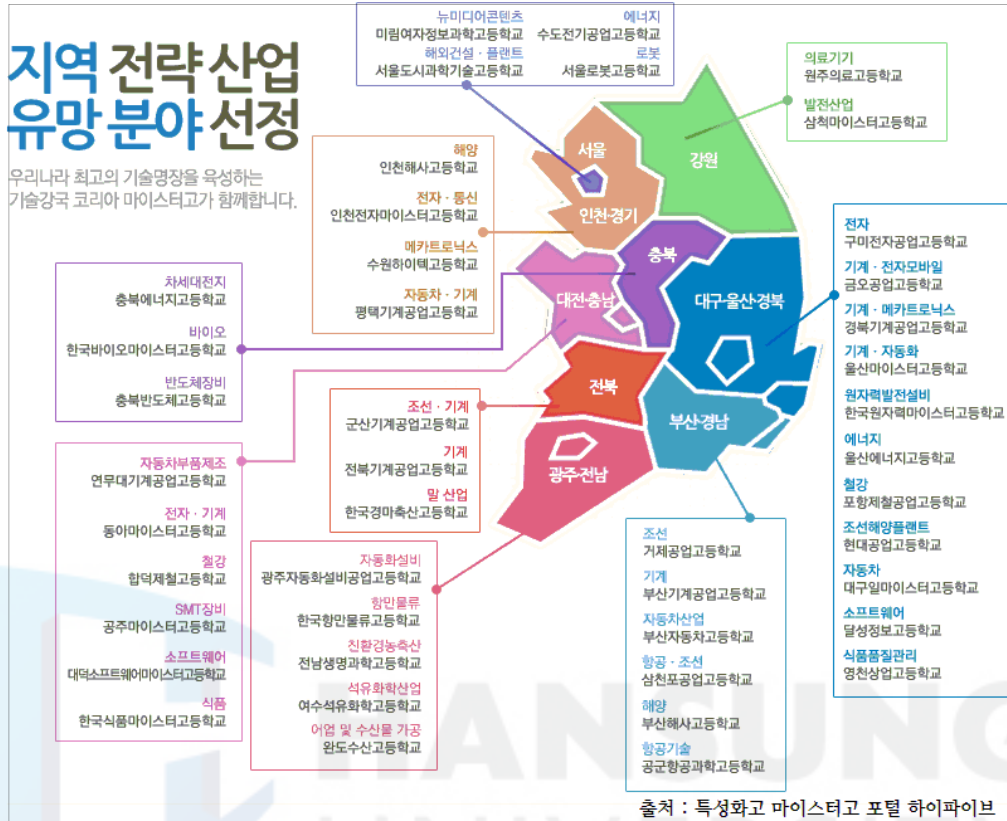 지역 전략 산업
유망 분야 선정
우리나라 최고의 기술명장을 육성하는
기술강국 코리아 마이스터고가 함께합니다.
뉴미디어콘텐츠
미림여자정보과학고등학교
에너지
수도전기공업고등학교
해외건설 · 플랜트
서울도시과학기술고등학교
로봇
서울로봇고등학교
의료기기
원주의료고등학교
발전산업
삼척마이스터고등학교
해양
인천해사고등학교
전자 · 통신
인천전자마이스터고등학교
메카트로닉스
수원하이텍고등학교
자동차 · 기계
평택기계공업고등학교
서울
인천·경기
강원
충북
대전·충남
대구·울산·경북
전북
부산·경남
광주·전남
차세대전지
충북에너지고등학교
바이오
한국바이오마이스터고등학교
반도체장비
충북반도체고등학교
조선 · 기계
군산기계공업고등학교
기계
전북기계공업고등학교
말 산업
한국경마축산고등학교
자동차부품제조
연무대기계공업고등학교
전자 · 기계
동아마이스터고등학교
철강
합덕제철고등학교
SMT장비
공주마이스터고등학교
소프트웨어
대덕소프트웨어마이스터고등학교
식품
한국식품마이스터고등학교
자동화설비
광주자동화설비공업고등학교
항만물류
한국항만물류고등학교
친환경농축산
전남생명과학고등학교
석유화학산업
여수석유화학고등학교
어업 및 수산물 가공
완도수산고등학교
조선
거제공업고등학교
기계
부산기계공업고등학교
자동차산업
부산자동차고등학교
항공 · 조선
삼천포공업고등학교
해양
부산해사고등학교
항공기술
공군항공과학고등학교
전자
구미전자공업고등학교
기계 · 전자모바일
금오공업고등학교
기계 · 메카트로닉스
경북기계공업고등학교
기계 · 자동화
울산마이스터고등학교
원자력발전설비
한국원자력마이스터고등학교
에너지
울산에너지고등학교
철강
포항제철공업고등학교
조선해양플랜트
현대공업고등학교
자동차
대구일마이스터고등학교
소프트웨어
달성정보고등학교
식품품질관리
영천상업고등학교
HANSUNG
출처 : 특성화고 마이스터고 포털 하이파이브